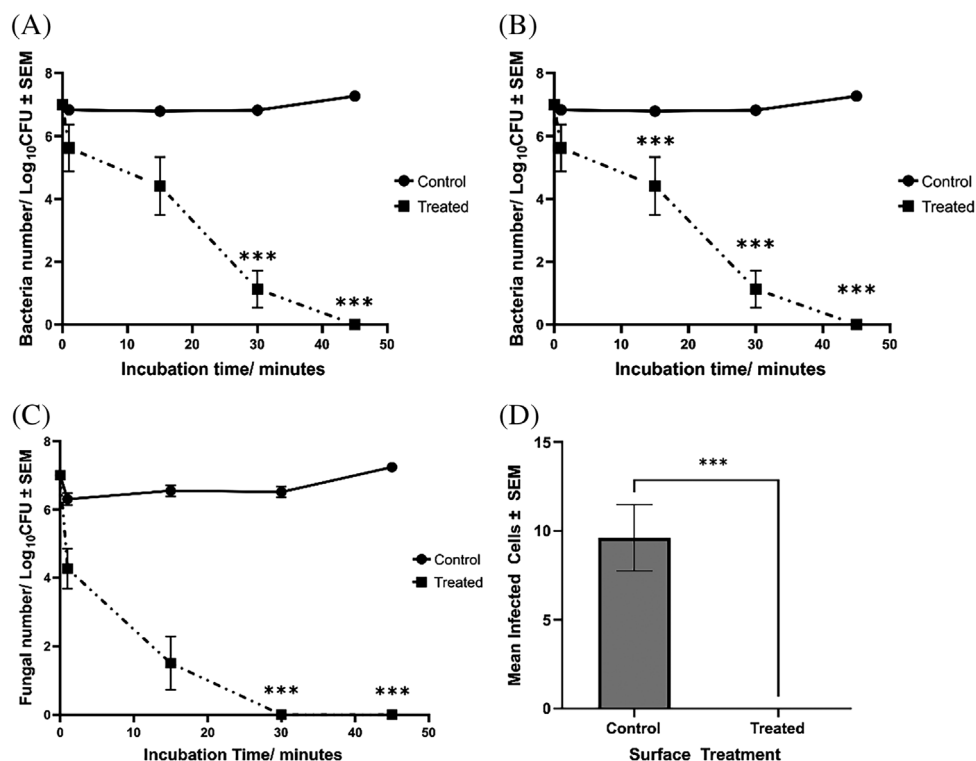 (A)
Bacteria number/ Log₁₀CFU ± SEM
8
6
4
2
0
0 10 20 30 40 50
Incubation time/ minutes
Control
Treated
***
***
(B)
Bacteria number/ Log₁₀CFU ± SEM
8
6
4
2
0
0 10 20 30 40 50
Incubation time/ minutes
Control
Treated
***
***
***
(C)
Fungal number/ Log₁₀CFU ± SEM
8
6
4
2
0
0 10 20 30 40 50
Incubation Time/ minutes
Control
Treated
*** ***
(D)
Mean Infected Cells ± SEM
15
10
5
0
***
Control Treated
Surface Treatment